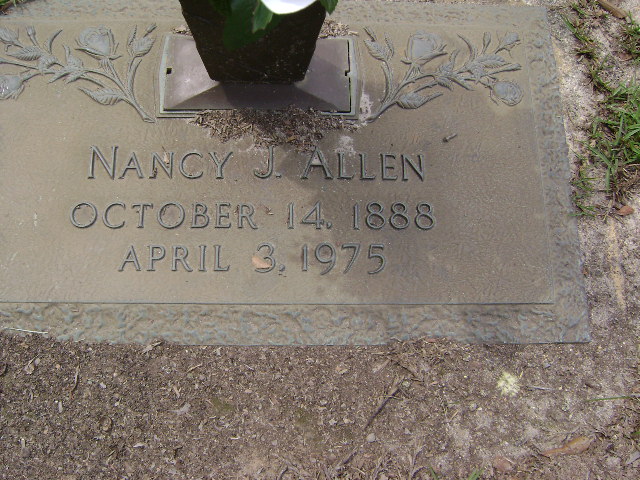 NANCY J. ALLEN
OCTOBER 14, 1888
APRIL 3, 1975